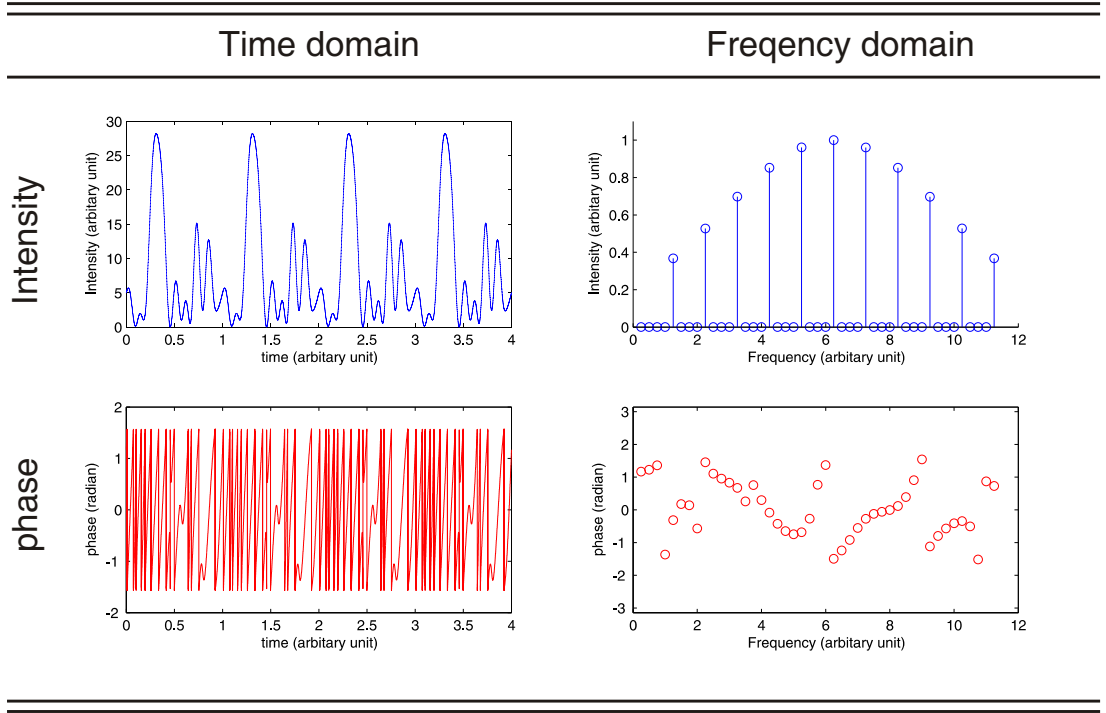 Time domain
Freqency domain
Intensity
Intensity (arbitary unit)
30
25
20
15
10
5
0
0 0.5 1 1.5 2 2.5 3 3.5 4
time (arbitary unit)
Intensity (arbitary unit)
1
0.8
0.6
0.4
0.2
0
0 2 4 6 8 10 12
Frequency (arbitary unit)
phase
phase (radian)
2
1
0
-1
-2
0 0.5 1 1.5 2 2.5 3 3.5 4
time (arbitary unit)
phase (radian)
3
2
1
0
-1
-2
-3
0 2 4 6 8 10 12
Frequency (arbitary unit)